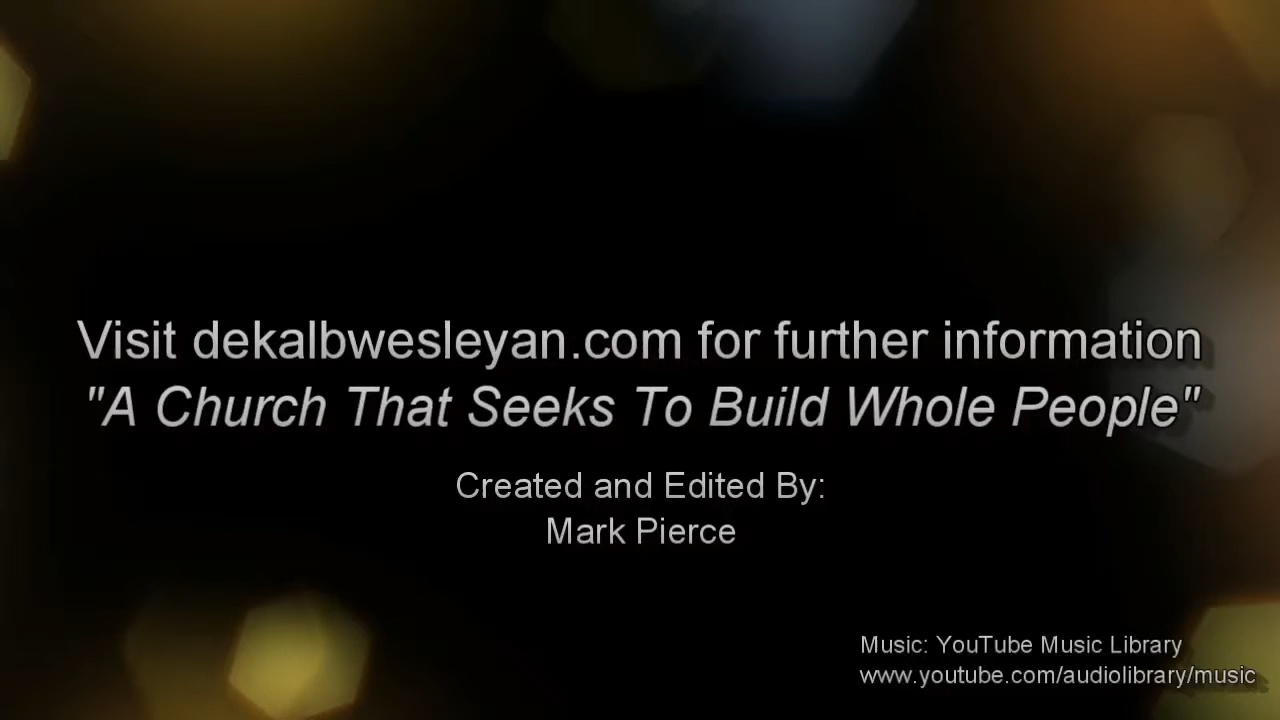 Visit dekalbwesleyan.com for further information
"A Church That Seeks To Build Whole People"
Created and Edited By:
Mark Pierce
Music: YouTube Music Library
www.youtube.com/audiolibrary/music